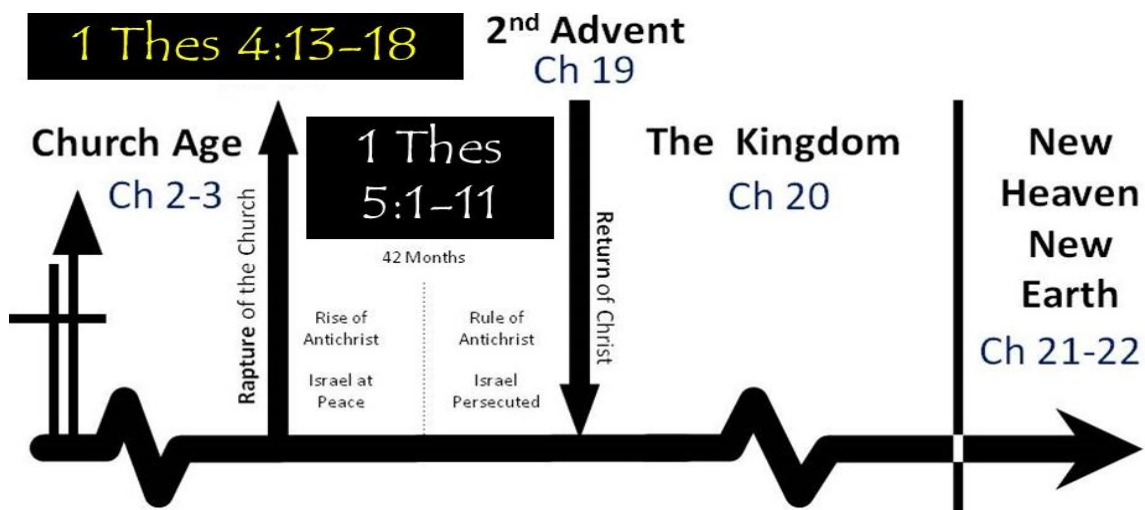 1 Thes 4:13-18
2nd Advent
Ch 19
Church Age
Ch 2-3
Rapture of the Church
1 Thes
5:1-11
42 Months
Rise of
Antichrist
Israel at
Peace
Rule of
Antichrist
Israel
Persecuted
Return of Christ
The Kingdom
Ch 20
New
Heaven
New
Earth
Ch 21-22